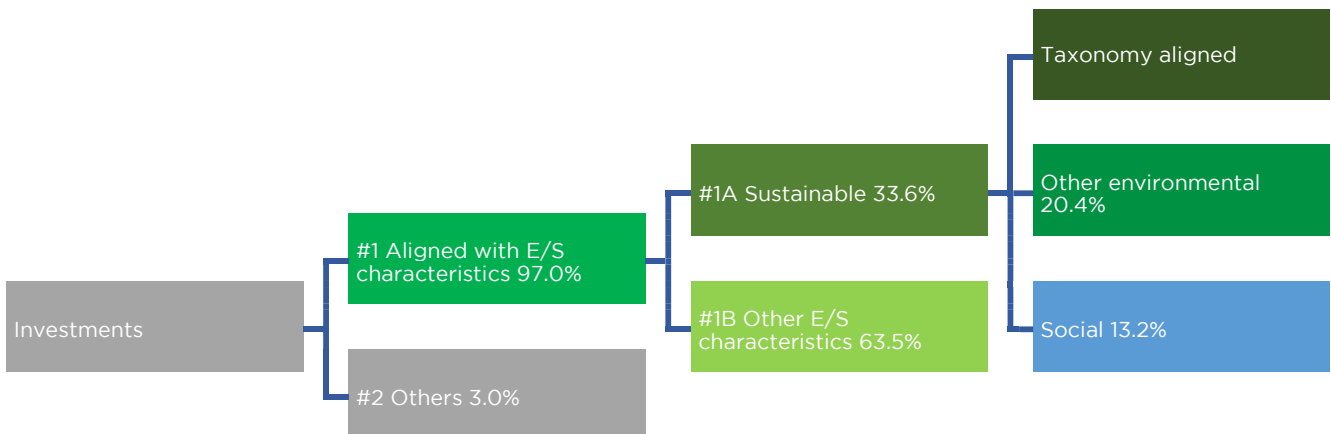 Taxonomy aligned
#1A Sustainable 33.6%
Other environmental
20.4%
#1 Aligned with E/S
characteristics 97.0%
Investments
#1B Other E/S
characteristics 63.5%
Social 13.2%
#2 Others 3.0%